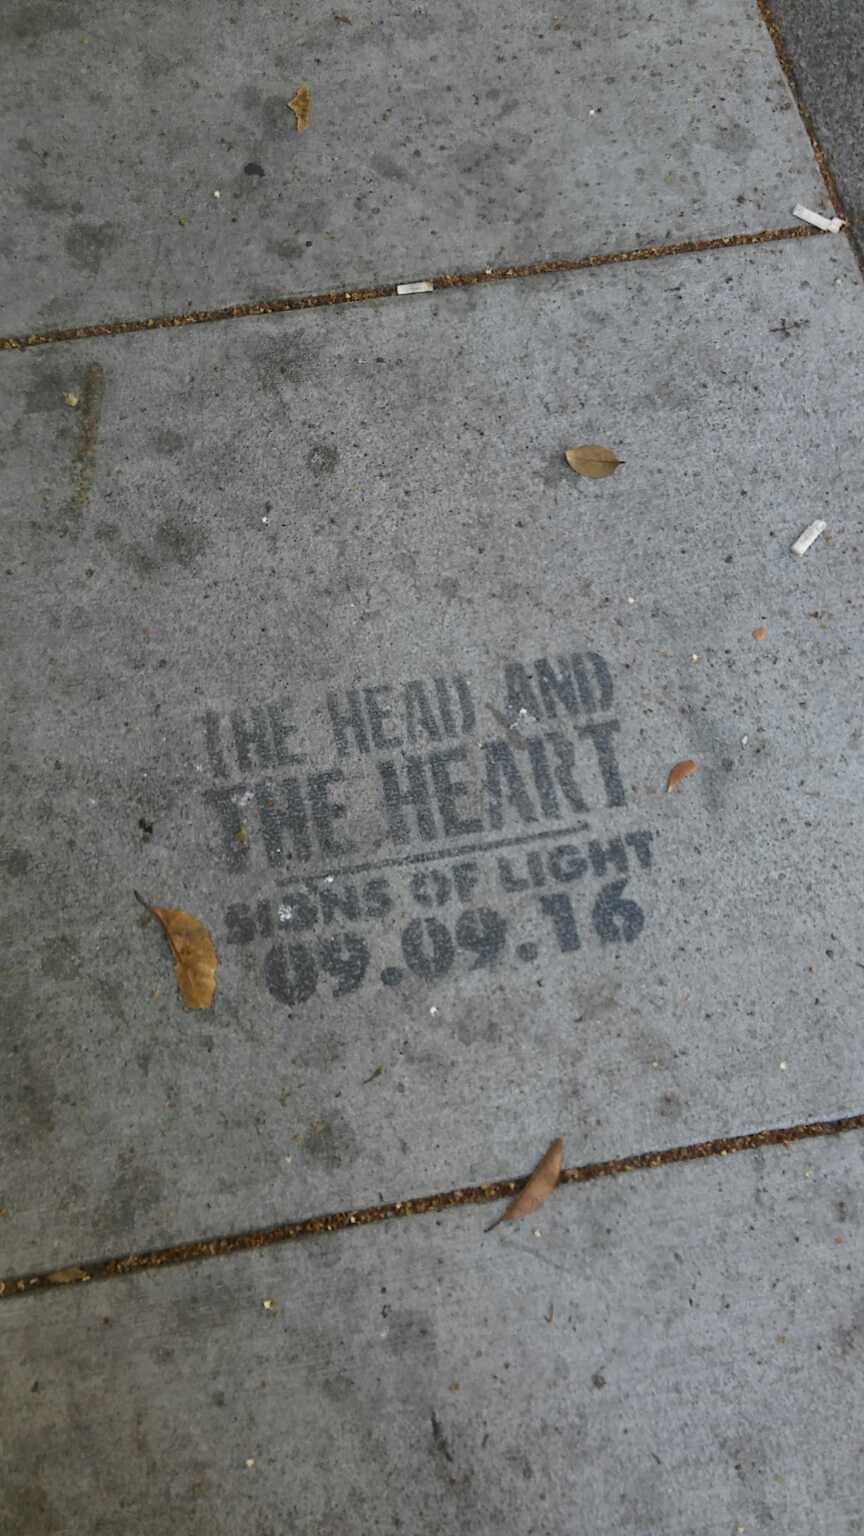 THE HEAD AND
THE HEART
SIGNS OF LIGHT
09.09.16